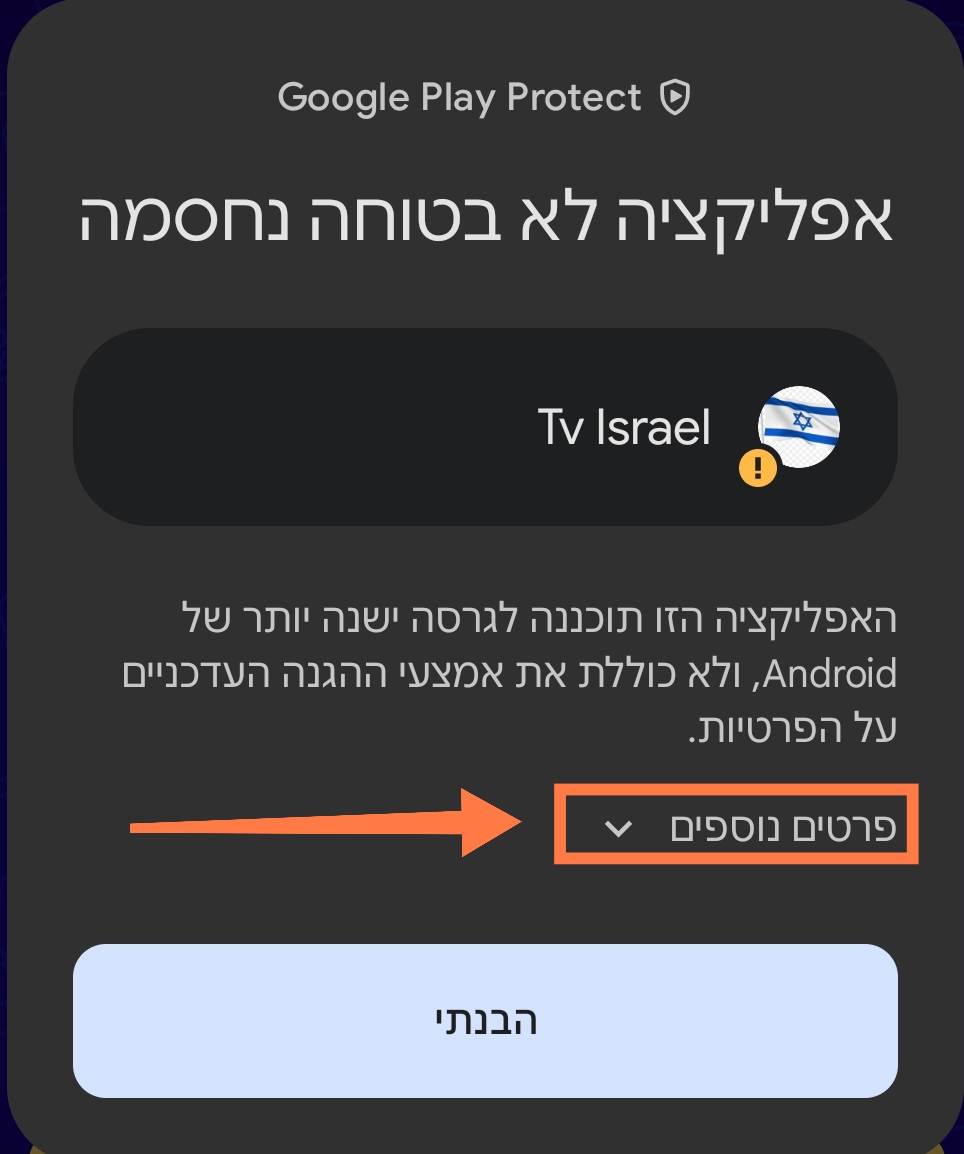 Google Play Protect
אפליקציה לא בטוחה נחסמה
Tv Israel
האפליקציה הזו תוכננה לגרסה ישנה יותר של
Android, ולא כוללת את אמצעי ההגנה העדכניים
על הפרטיות.
פרטים נוספים
הבנתי